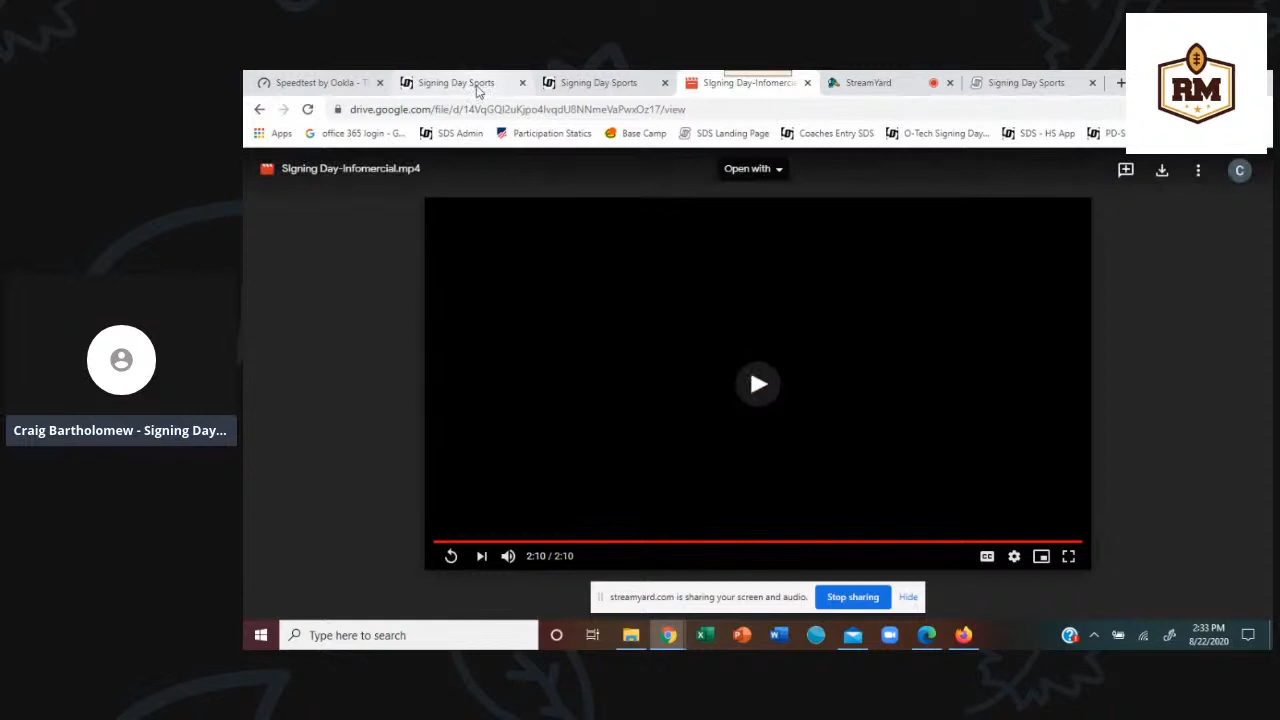 Speedtest by Ookla - T
Signing Day Sports
Signing Day Sports
SIgning Day-Infomercia
StreamYard
Signing Day Sports
drive.google.com/file/d/14VqGQI2uKjpo4IvqdU8NNmeVaPwxOz17/view
Apps
office 365 login - G...
SDS Admin
Participation Statics
Base Camp
SDS Landing Page
Coaches Entry SDS
O-Tech Signing Day...
SDS - HS App
PD-S
RM
SIgning Day-Infomercial.mp4
Open with
C
Craig Bartholomew - Signing Day...
2:10 / 2:10
CC
streamyard.com is sharing your screen and audio.
Stop sharing
Hide
Type here to search
2:33 PM
8/22/2020